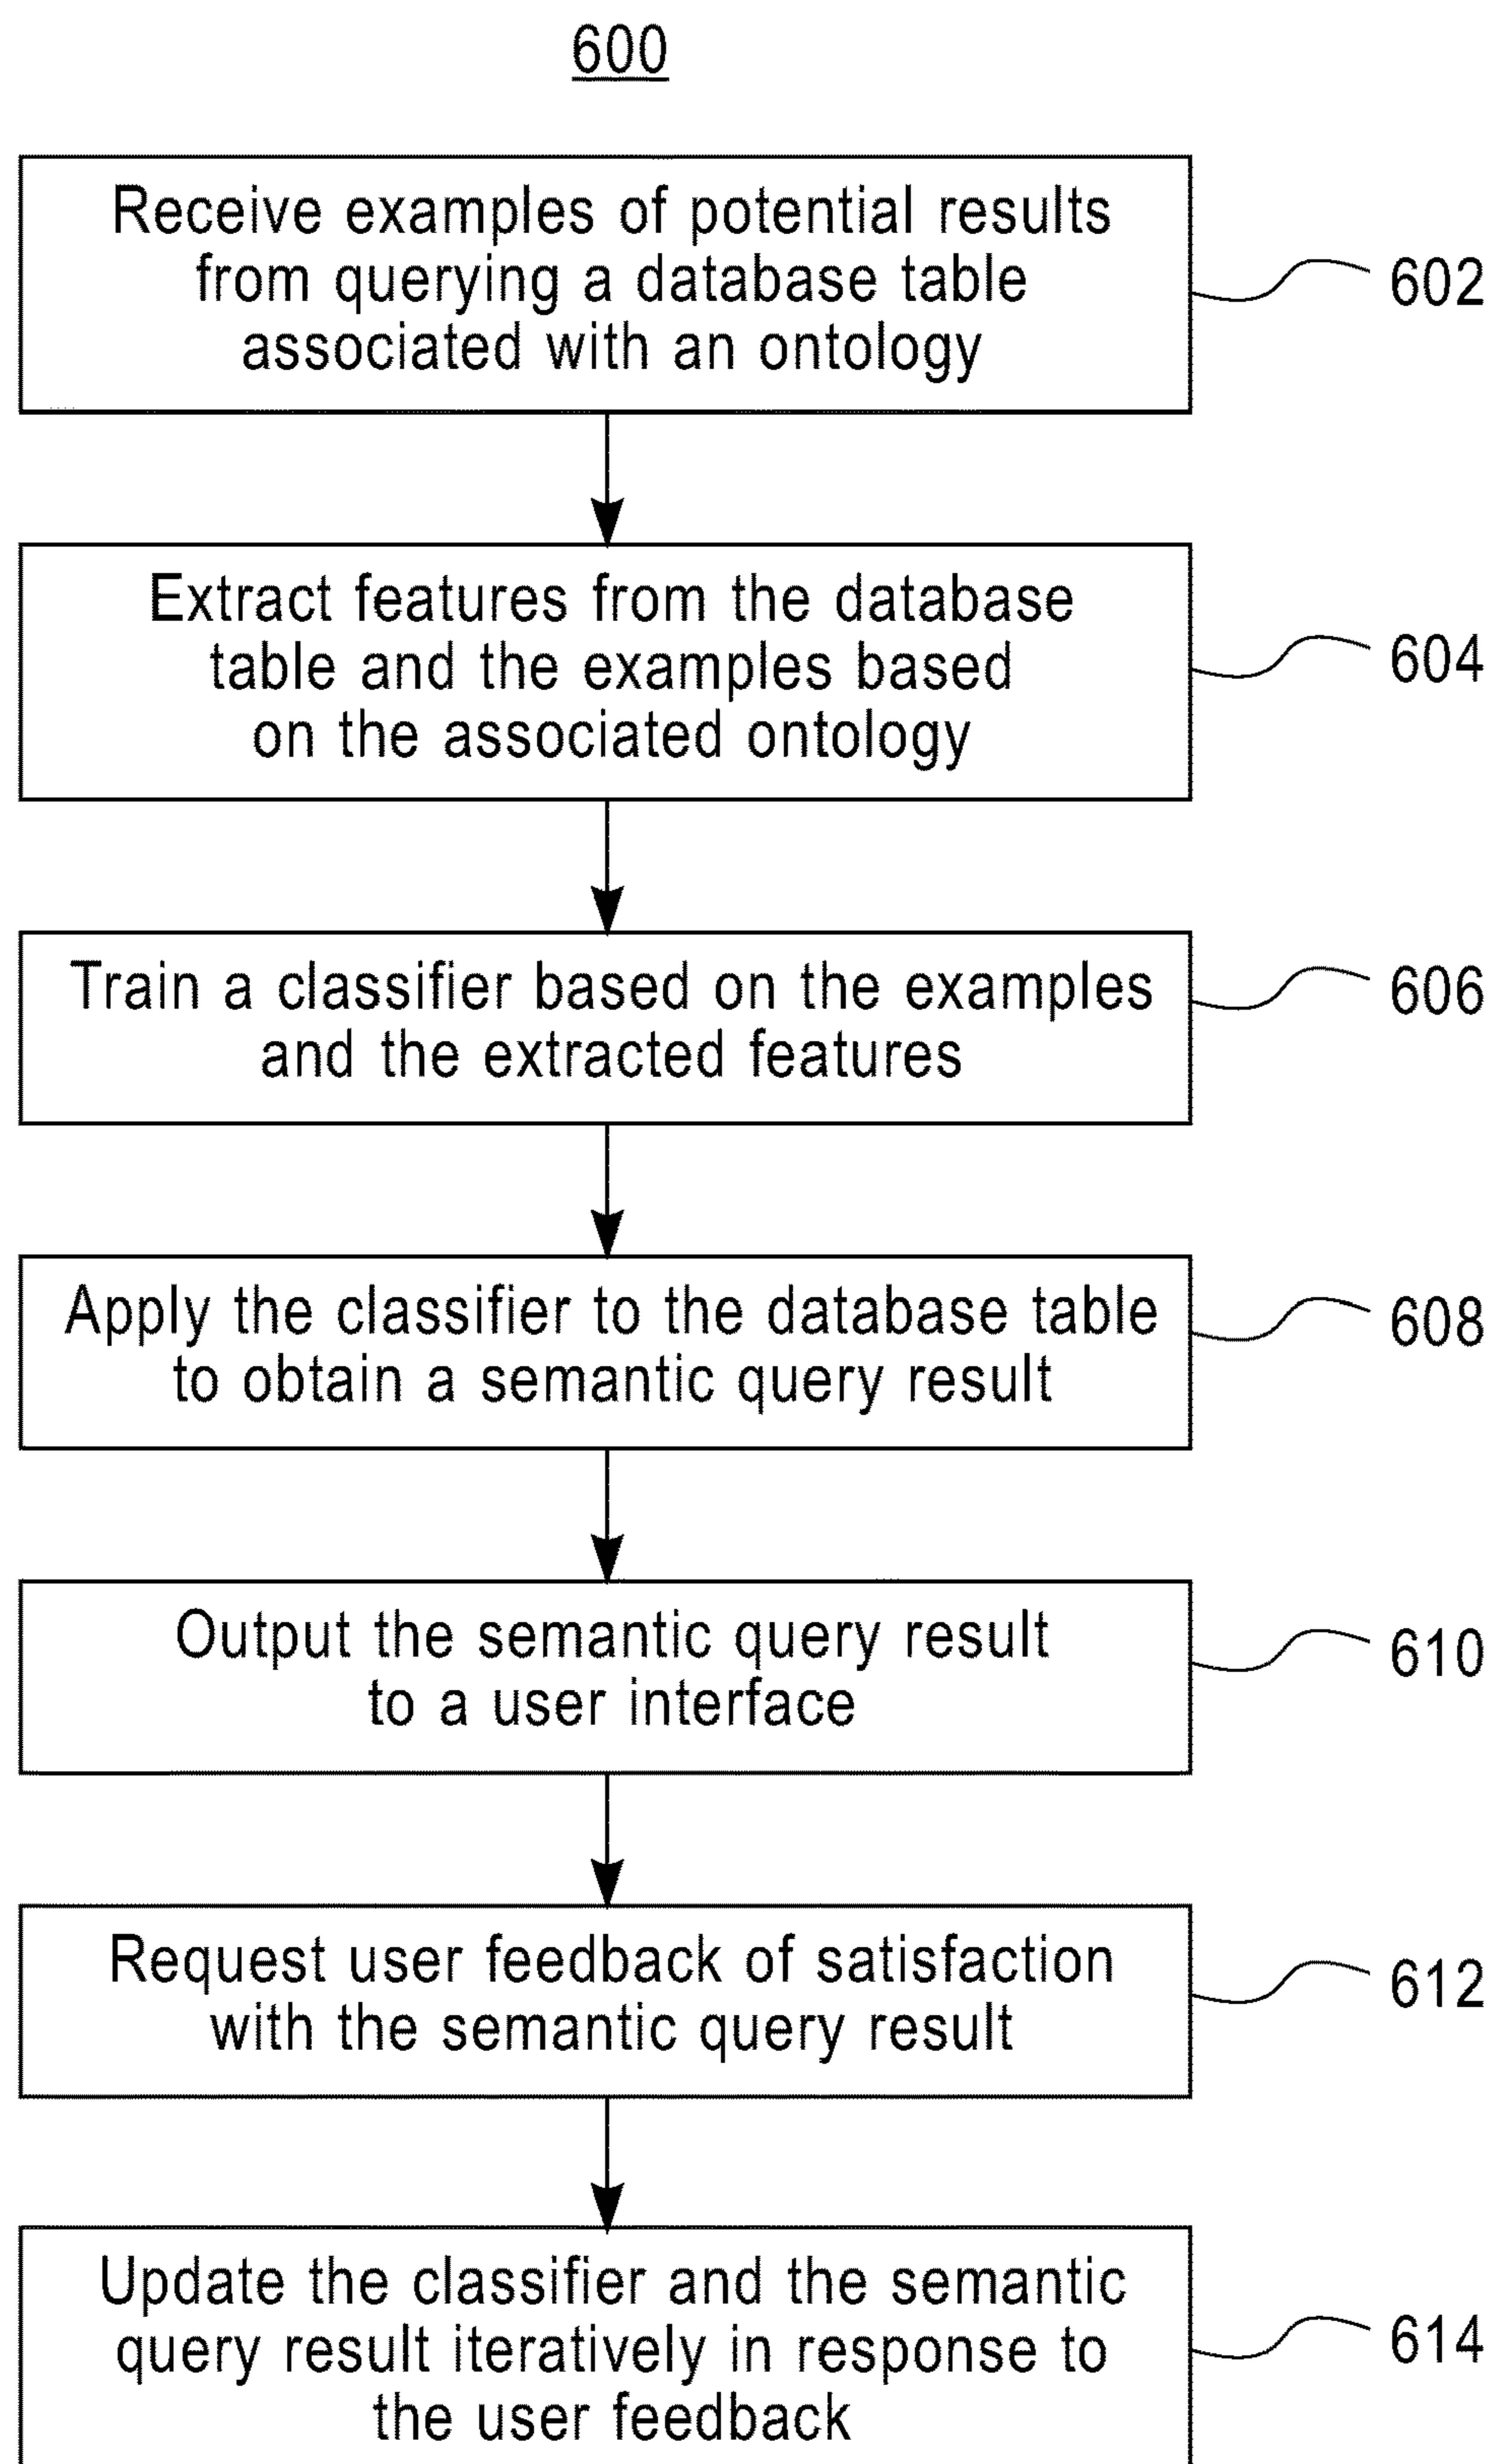 600
Receive examples of potential results
from querying a database table
associated with an ontology
602
Extract features from the database
table and the examples based
on the associated ontology
604
Train a classifier based on the examples
and the extracted features
606
Apply the classifier to the database table
to obtain a semantic query result
608
Output the semantic query result
to a user interface
610
Request user feedback of satisfaction
with the semantic query result
612
Update the classifier and the semantic
query result iteratively in response to
the user feedback
614